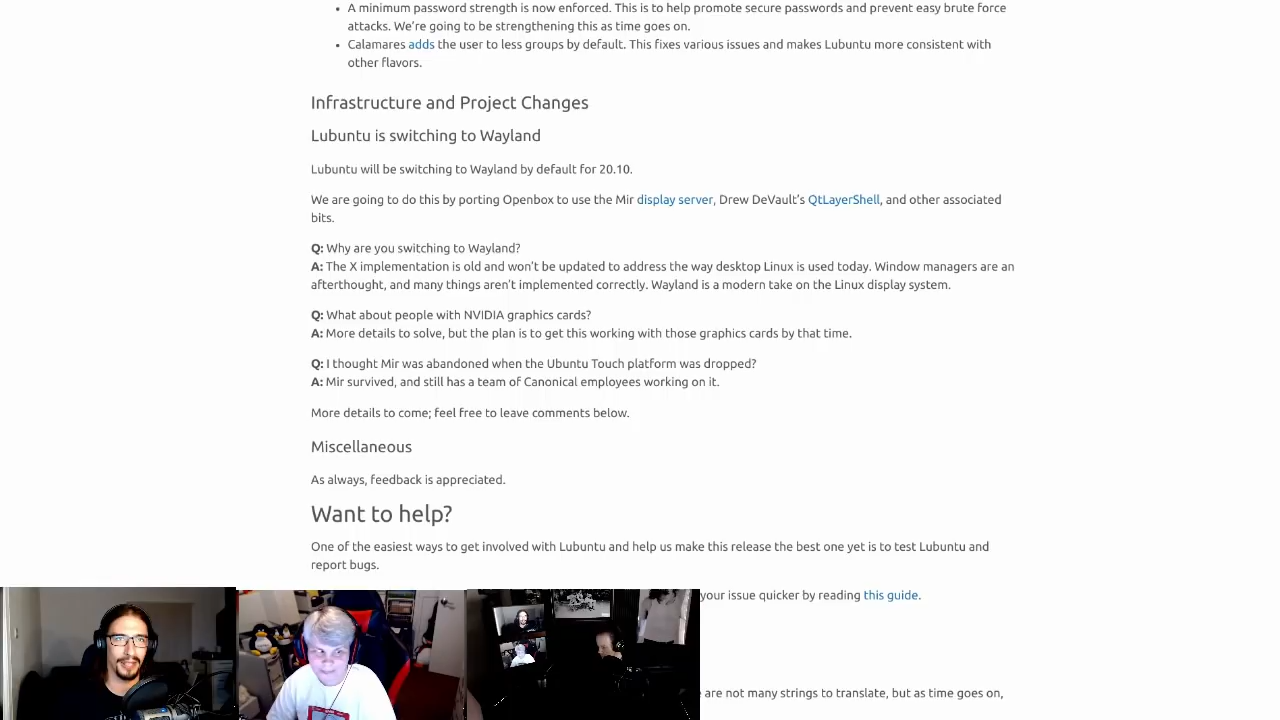 A minimum password strength is now enforced. This is to help promote secure passwords and prevent easy brute force
attacks. We're going to be strengthening this as time goes on.
Calamares adds the user to less groups by default. This fixes various issues and makes Lubuntu more consistent with
other flavors.
Infrastructure and Project Changes
Lubuntu is switching to Wayland
Lubuntu will be switching to Wayland by default for 20.10.
We are going to do this by porting Openbox to use the Mir display server, Drew DeVault's QtLayerShell, and other associated
bits.
Q: Why are you switching to Wayland?
A: The X implementation is old and won't be updated to address the way desktop Linux is used today. Window managers are an
afterthought, and many things aren't implemented correctly. Wayland is a modern take on the Linux display system.
Q: What about people with NVIDIA graphics cards?
A: More details to solve, but the plan is to get this working with those graphics cards by that time.
Q: I thought Mir was abandoned when the Ubuntu Touch platform was dropped?
A: Mir survived, and still has a team of Canonical employees working on it.
More details to come; feel free to leave comments below.
Miscellaneous
As always, feedback is appreciated.
Want to help?
One of the easiest ways to get involved with Lubuntu and help us make this release the best one yet is to test Lubuntu and
report bugs.
your issue quicker by reading this guide.
are not many strings to translate, but as time goes on,